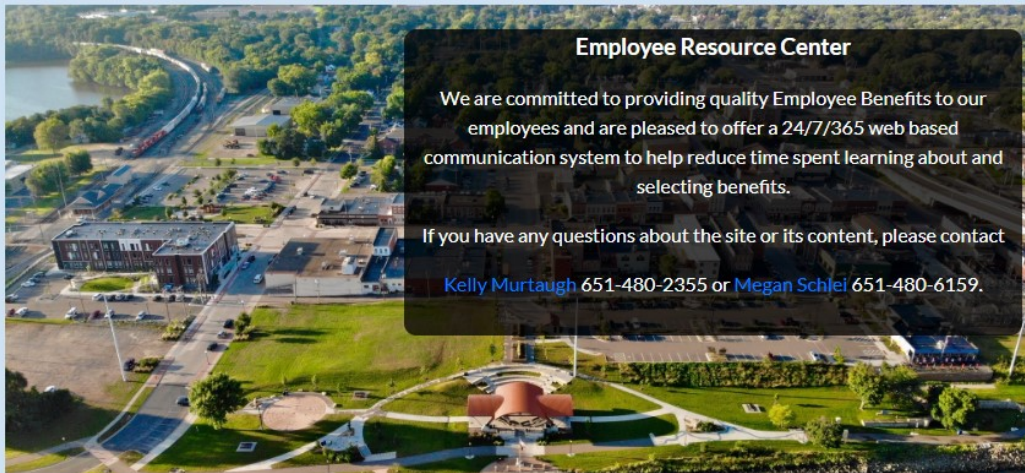 Employee Resource Center
We are committed to providing quality Employee Benefits to our
employees and are pleased to offer a 24/7/365 web based
communication system to help reduce time spent learning about and
selecting benefits.
If you have any questions about the site or its content, please contact
Kelly Murtaugh 651-480-2355 or Megan Schlei 651-480-6159.